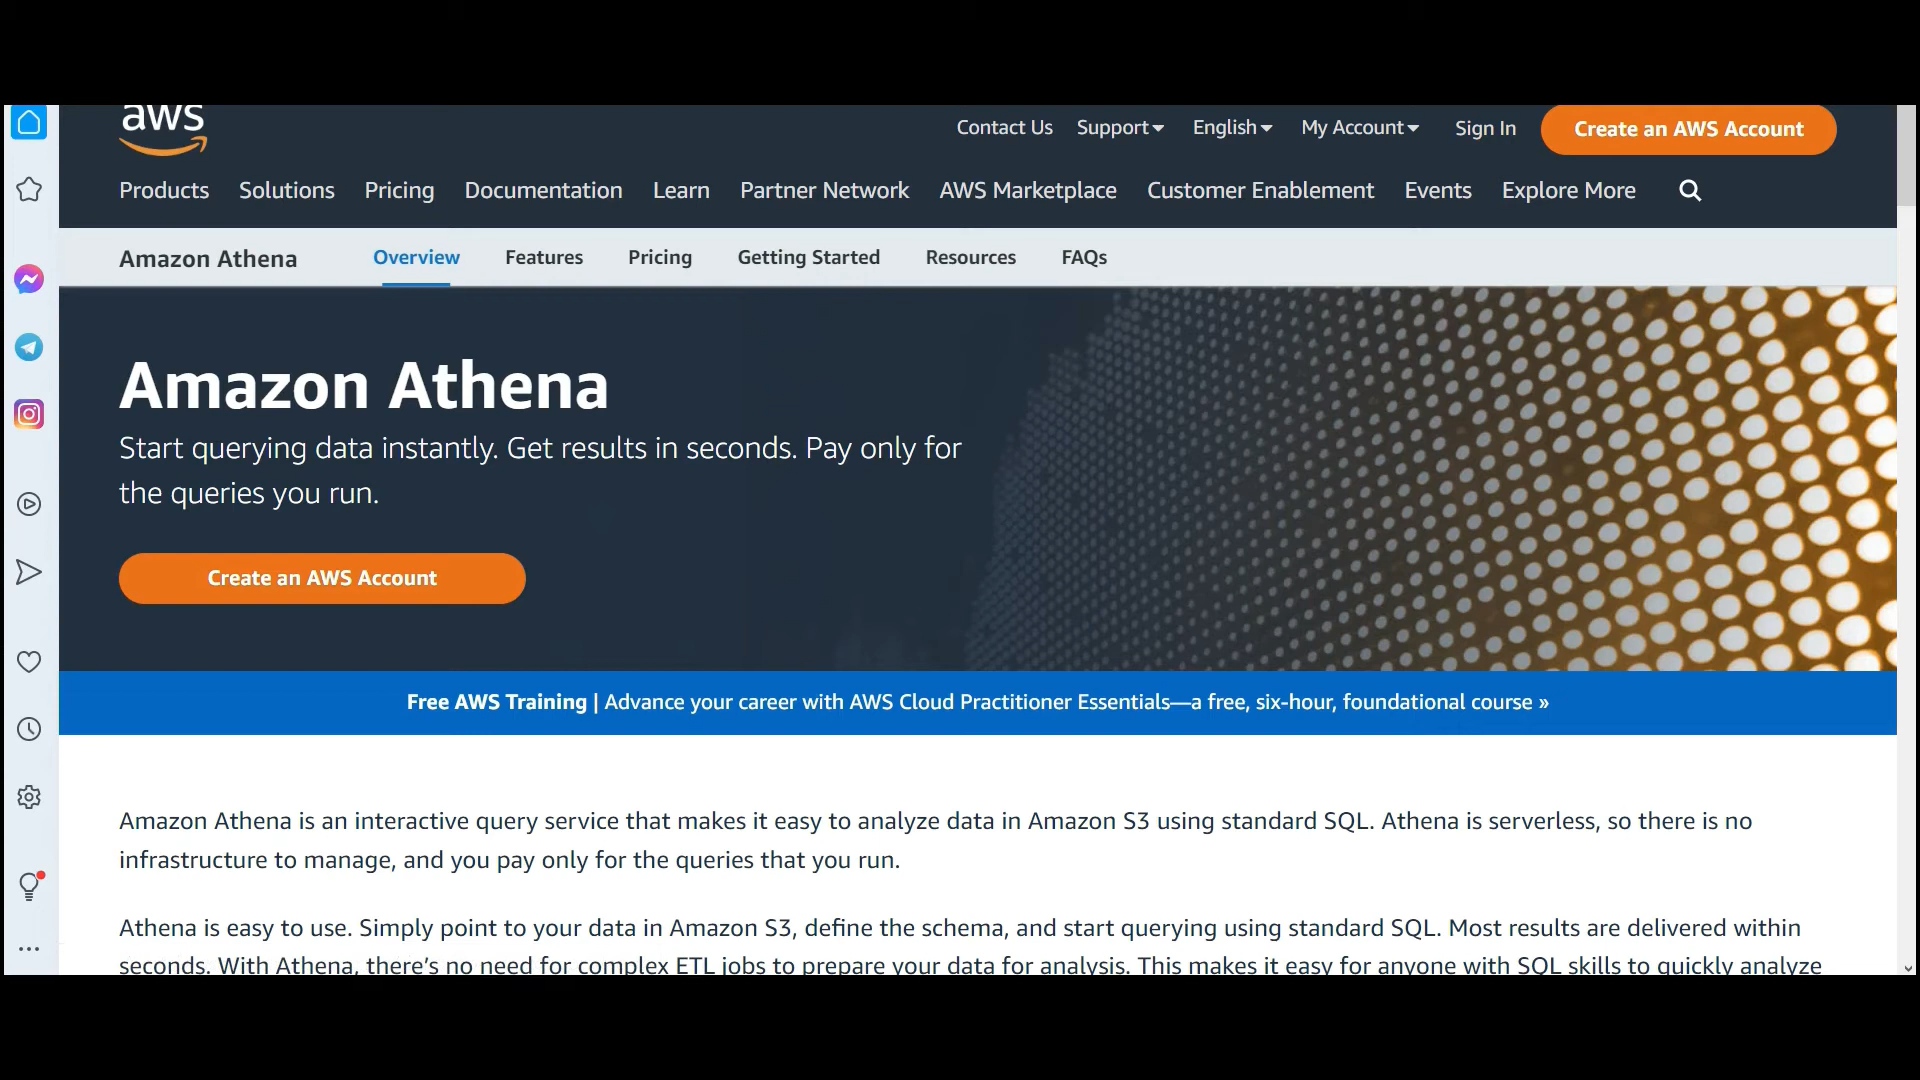 aws
Contact Us Support English My Account Sign In Create an AWS Account
Products Solutions Pricing Documentation Learn Partner Network AWS Marketplace Customer Enablement Events Explore More
Amazon Athena Overview Features Pricing Getting Started Resources FAQs
Amazon Athena
Start querying data instantly. Get results in seconds. Pay only for
the queries you run.
Create an AWS Account
Free AWS Training | Advance your career with AWS Cloud Practitioner Essentials—a free, six-hour, foundational course »
Amazon Athena is an interactive query service that makes it easy to analyze data in Amazon S3 using standard SQL. Athena is serverless, so there is no
infrastructure to manage, and you pay only for the queries that you run.
Athena is easy to use. Simply point to your data in Amazon S3, define the schema, and start querying using standard SQL. Most results are delivered within
seconds. With Athena, there’s no need for complex ETL jobs to prepare your data for analysis. This makes it easy for anyone with SQL skills to quickly analyze